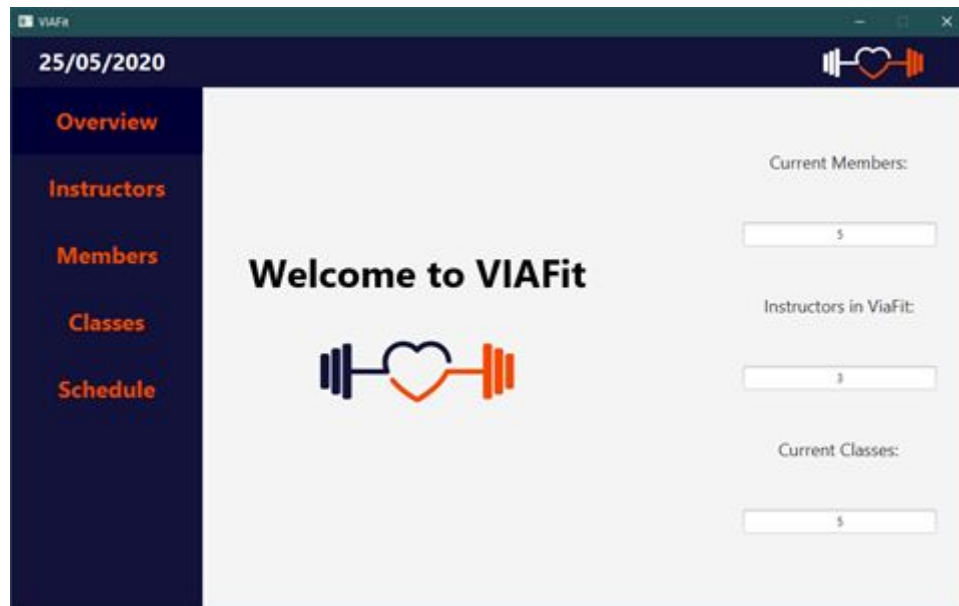 VIAFit
25/05/2020
Overview
Instructors
Members
Classes
Schedule
Welcome to VIAFit
Current Members:
5
Instructors in ViaFit:
3
Current Classes:
5